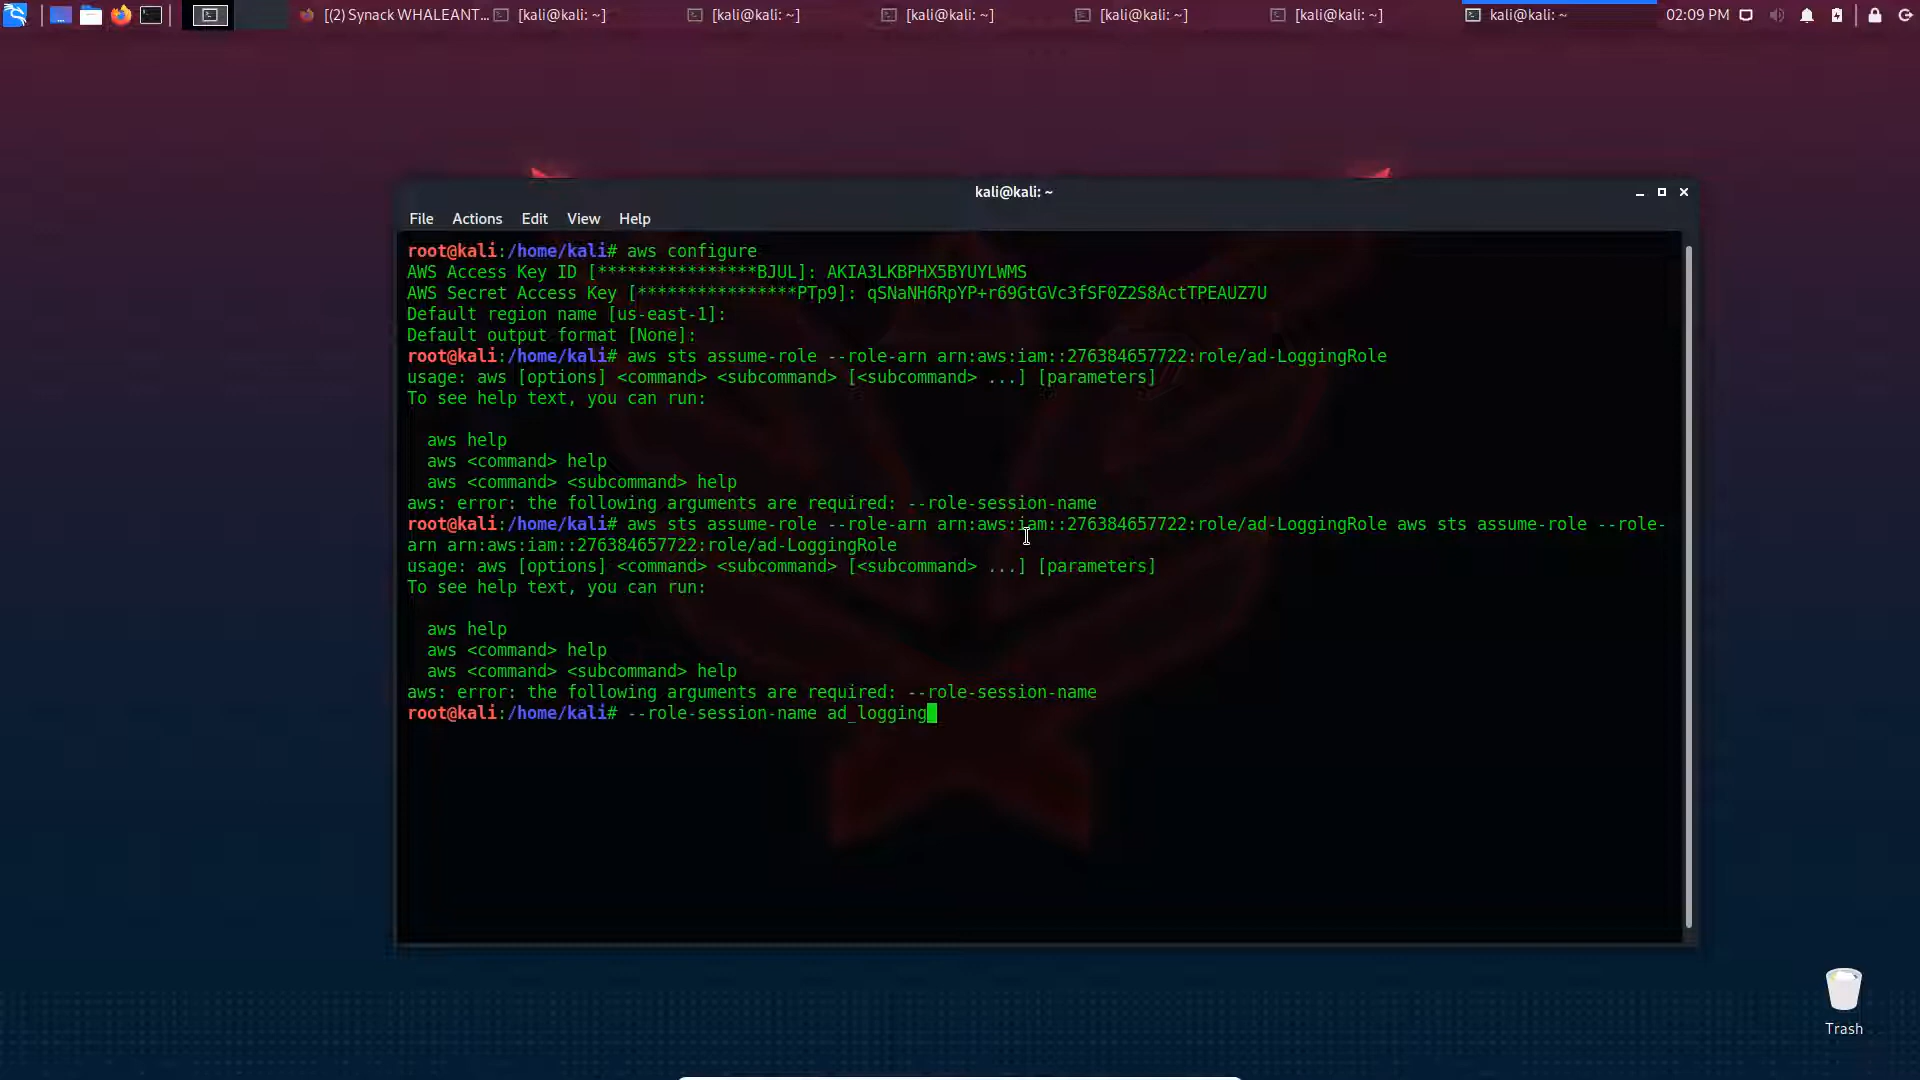 [(2) Synack WHALEANT... [kali@kali: ~] [kali@kali: ~] [kali@kali: ~] [kali@kali: ~] [kali@kali: ~] kali@kali: ~ 02:09 PM
kali@kali: ~
File Actions Edit View Help
root@kali:/home/kali# aws configure
AWS Access Key ID [****************BJUL]: AKIA3LKBPHX5BYUYLWMS
AWS Secret Access Key [****************PTp9]: 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
Default region name [us-east-1]:
Default output format [None]:
root@kali:/home/kali# aws sts assume-role --role-arn arn:aws:iam::276384657722:role/ad-LoggingRole
usage: aws [options] <command> <subcommand> [<subcommand> ...] [parameters]
To see help text, you can run:
aws help
aws <command> help
aws <command> <subcommand> help
aws: error: the following arguments are required: --role-session-name
root@kali:/home/kali# aws sts assume-role --role-arn arn:aws:iam::276384657722:role/ad-LoggingRole aws sts assume-role --role-
arn arn:aws:iam::276384657722:role/ad-LoggingRole
usage: aws [options] <command> <subcommand> [<subcommand> ...] [parameters]
To see help text, you can run:
aws help
aws <command> help
aws <command> <subcommand> help
aws: error: the following arguments are required: --role-session-name
root@kali:/home/kali# --role-session-name ad_logging
Trash